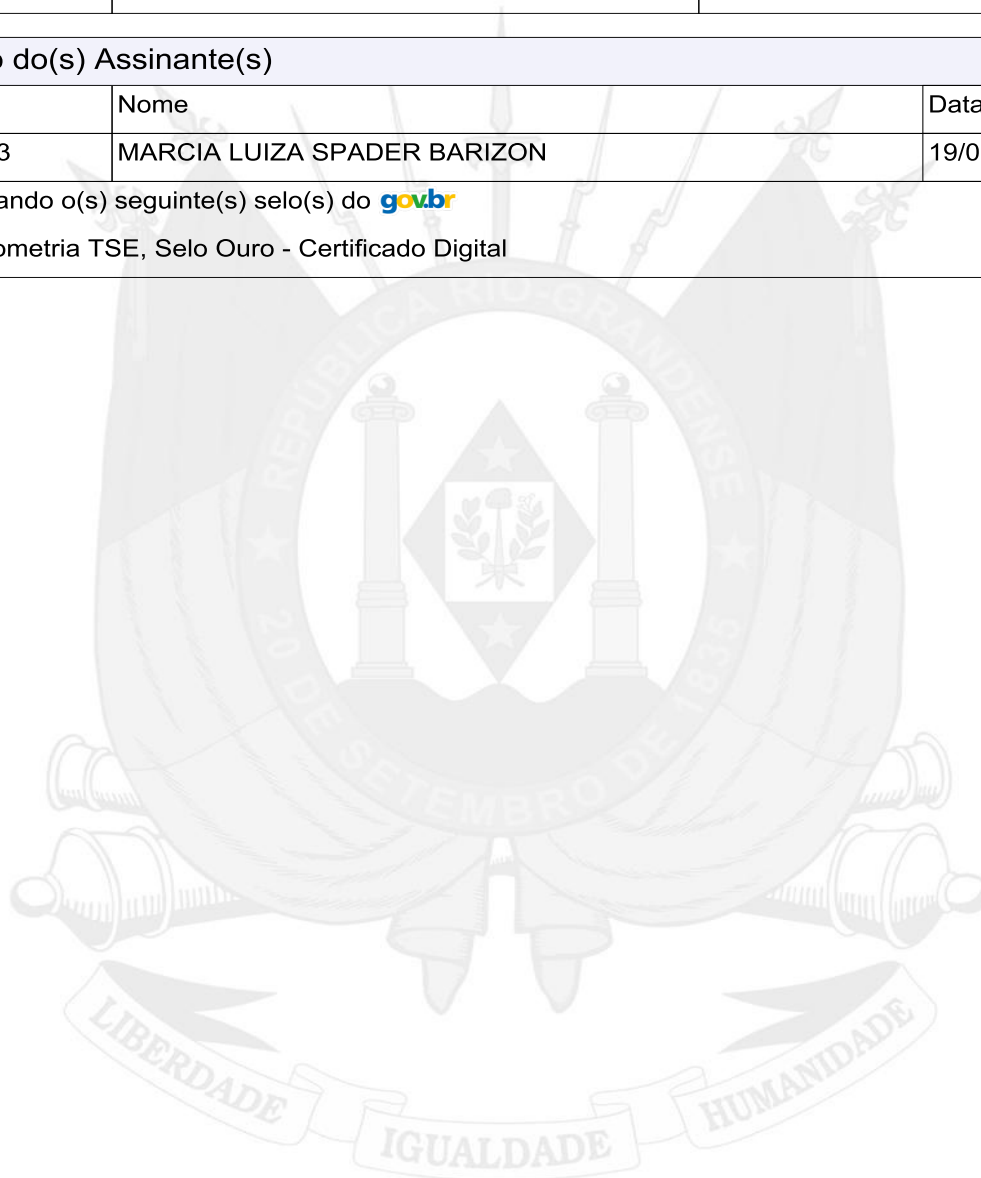 o do(s) Assinante(s)
Nome Data
3 MARCIA LUIZA SPADER BARIZON 19/0
ando o(s) seguinte(s) selo(s) do gov.br
ometria TSE, Selo Ouro - Certificado Digital
REPÚBLICA RIO-GRANDENSE
20 DE SETEMBRO DE 1835
LIBERDADE
IGUALDADE
HUMANIDADE